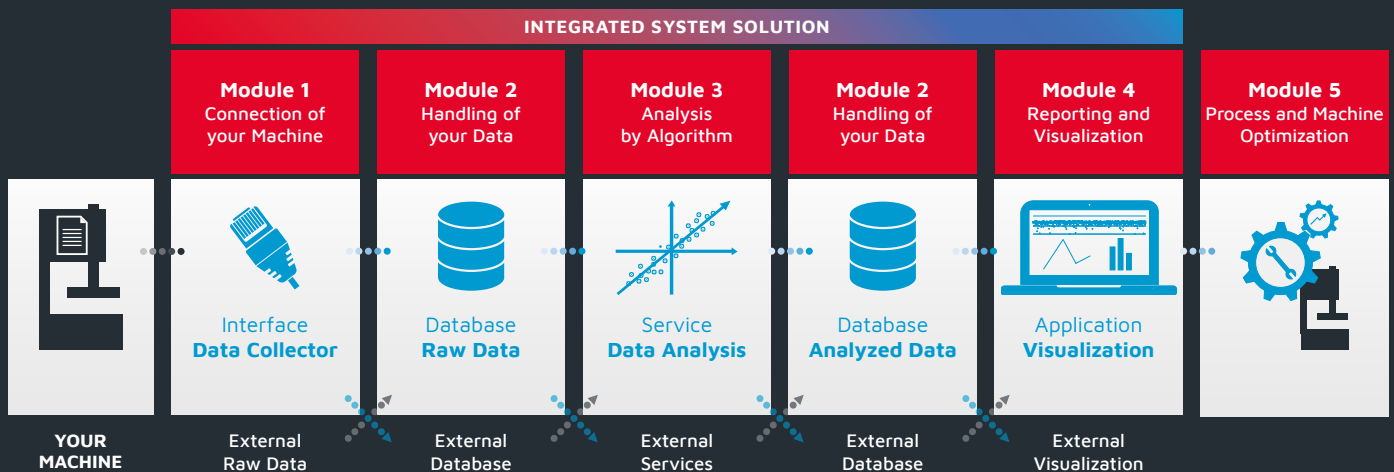 INTEGRATED SYSTEM SOLUTION
Module 1
Connection of
your Machine
Module 2
Handling of
your Data
Module 3
Analysis
by Algorithm
Module 2
Handling of
your Data
Module 4
Reporting and
Visualization
Module 5
Process and Machine
Optimization
Interface
Data Collector
Database
Raw Data
Service
Data Analysis
Database
Analyzed Data
Application
Visualization
YOUR
MACHINE
External
Raw Data
External
Database
External
Services
External
Database
External
Visualization